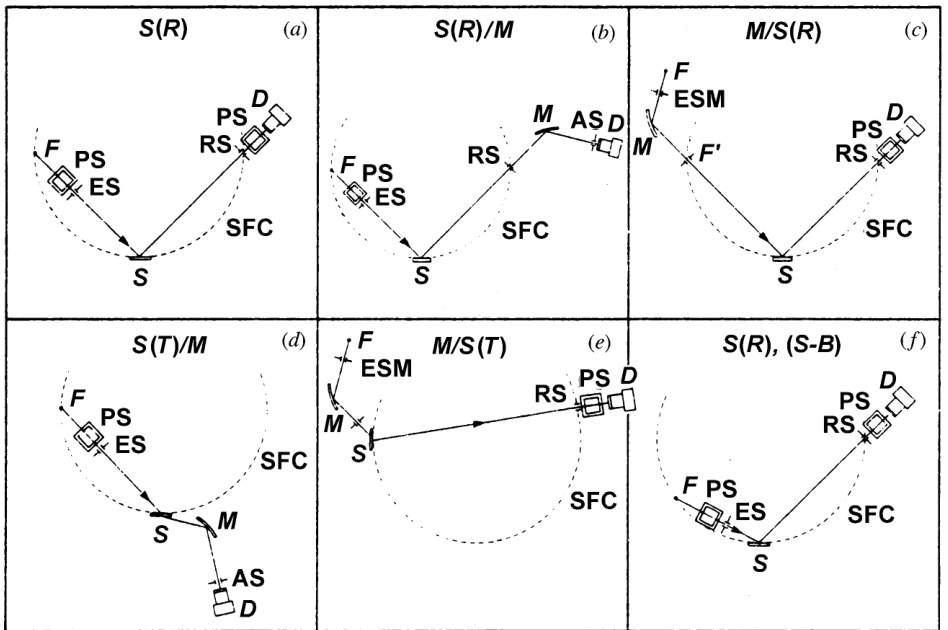 S(R) (a)
F
PS
ES
S
PS
D
RS
SFC
S(R)/M (b)
F
PS
ES
S
RS
M
AS D
SFC
M/S(R) (c)
F
ESM
M
F'
S
PS
D
RS
SFC
S(T)/M (d)
F
PS
ES
SFC
S
M
AS
D
M/S(T) (e)
F
ESM
M
S
RS PS D
SFC
S(R), (S-B) (f)
D
PS
RS
F
PS
ES
SFC
S